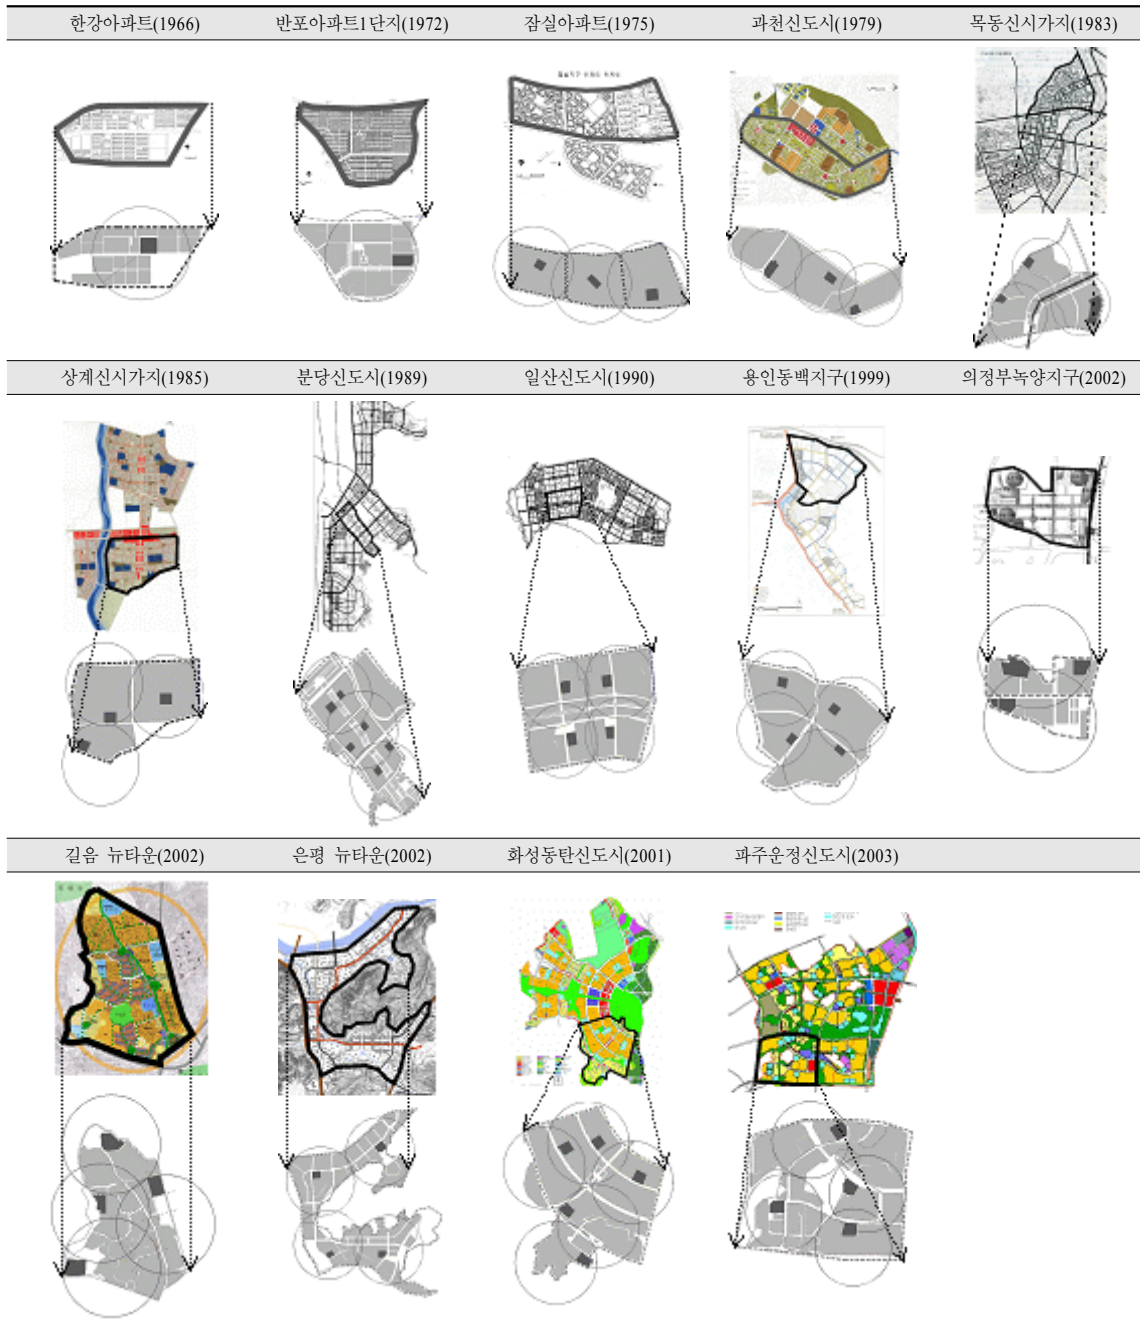 한강아파트(1966) 반포아파트1단지(1972) 잠실아파트(1975) 과천신도시(1979) 목동신시가지(1983)
상계신시가지(1985) 분당신도시(1989) 일산신도시(1990) 용인동백지구(1999) 의정부녹양지구(2002)
길음 뉴타운(2002) 은평 뉴타운(2002) 화성동탄신도시(2001) 파주운정신도시(2003)